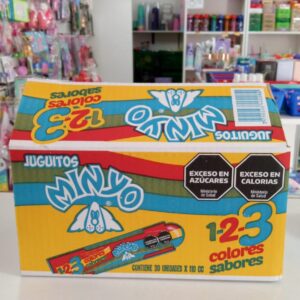 1-2-3
colores
sabores
MINYO
JUGUITOS
JUGUITOS
MINYO
EXCESO EN
AZÚCARES
Ministerio
de Salud
EXCESO EN
CALORÍAS
Ministerio
de Salud
1-2-3
colores
sabores
CONTIENE 30 UNIDADES X 110 CC